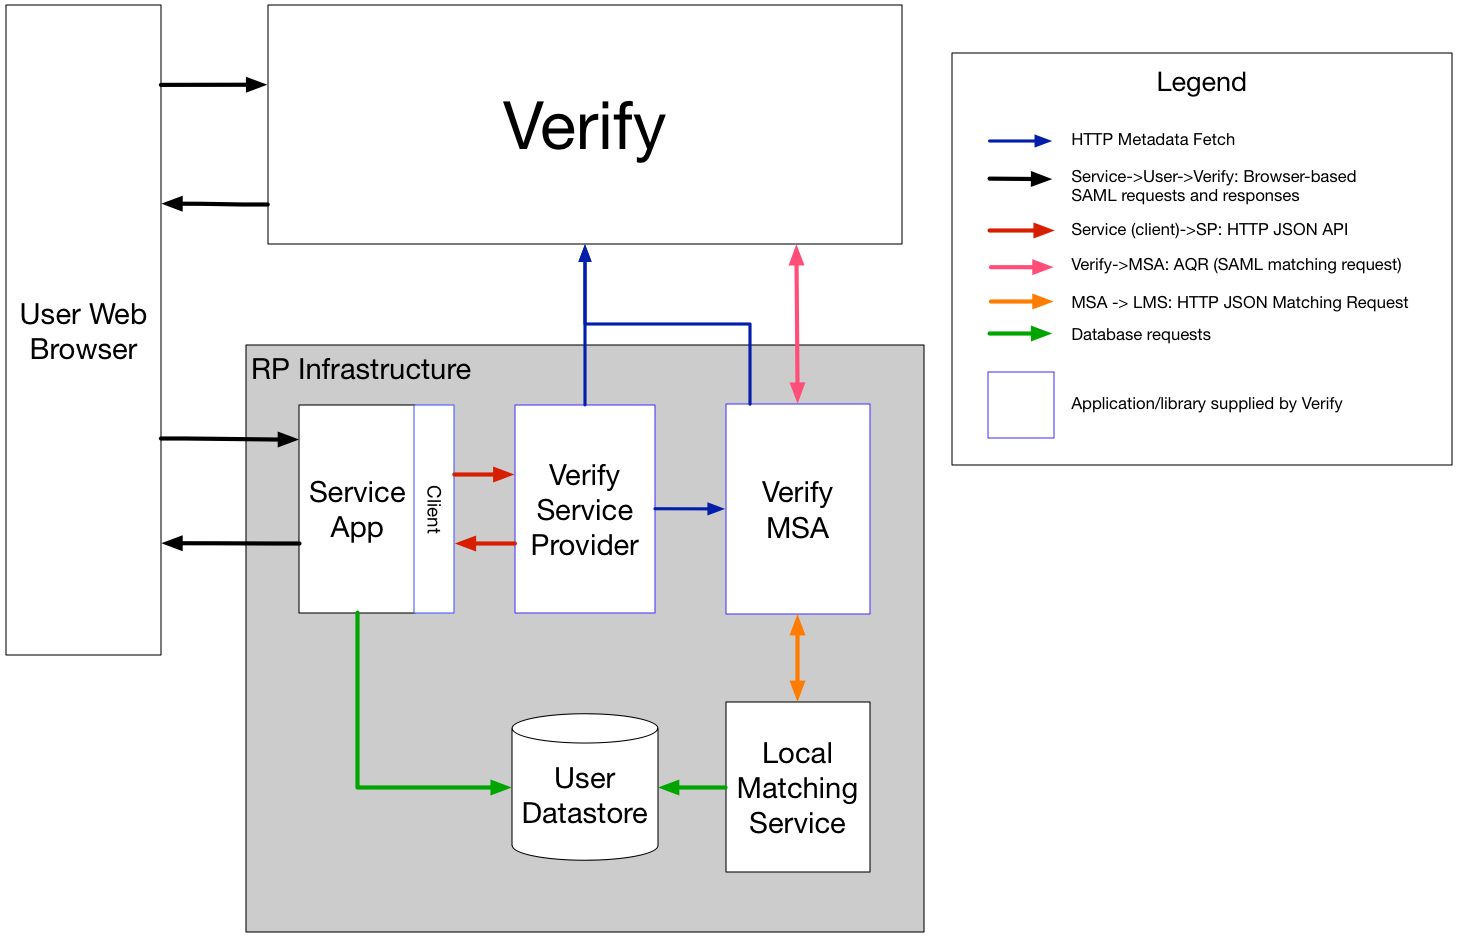 Verify
User Web
Browser
RP Infrastructure
Service
App
Client
Verify
Service
Provider
Verify
MSA
User
Datastore
Local
Matching
Service
Legend
HTTP Metadata Fetch
Service->User->Verify: Browser-based
SAML requests and responses
Service (client)->SP: HTTP JSON API
Verify->MSA: AQR (SAML matching request)
MSA -> LMS: HTTP JSON Matching Request
Database requests
Application/library supplied by Verify